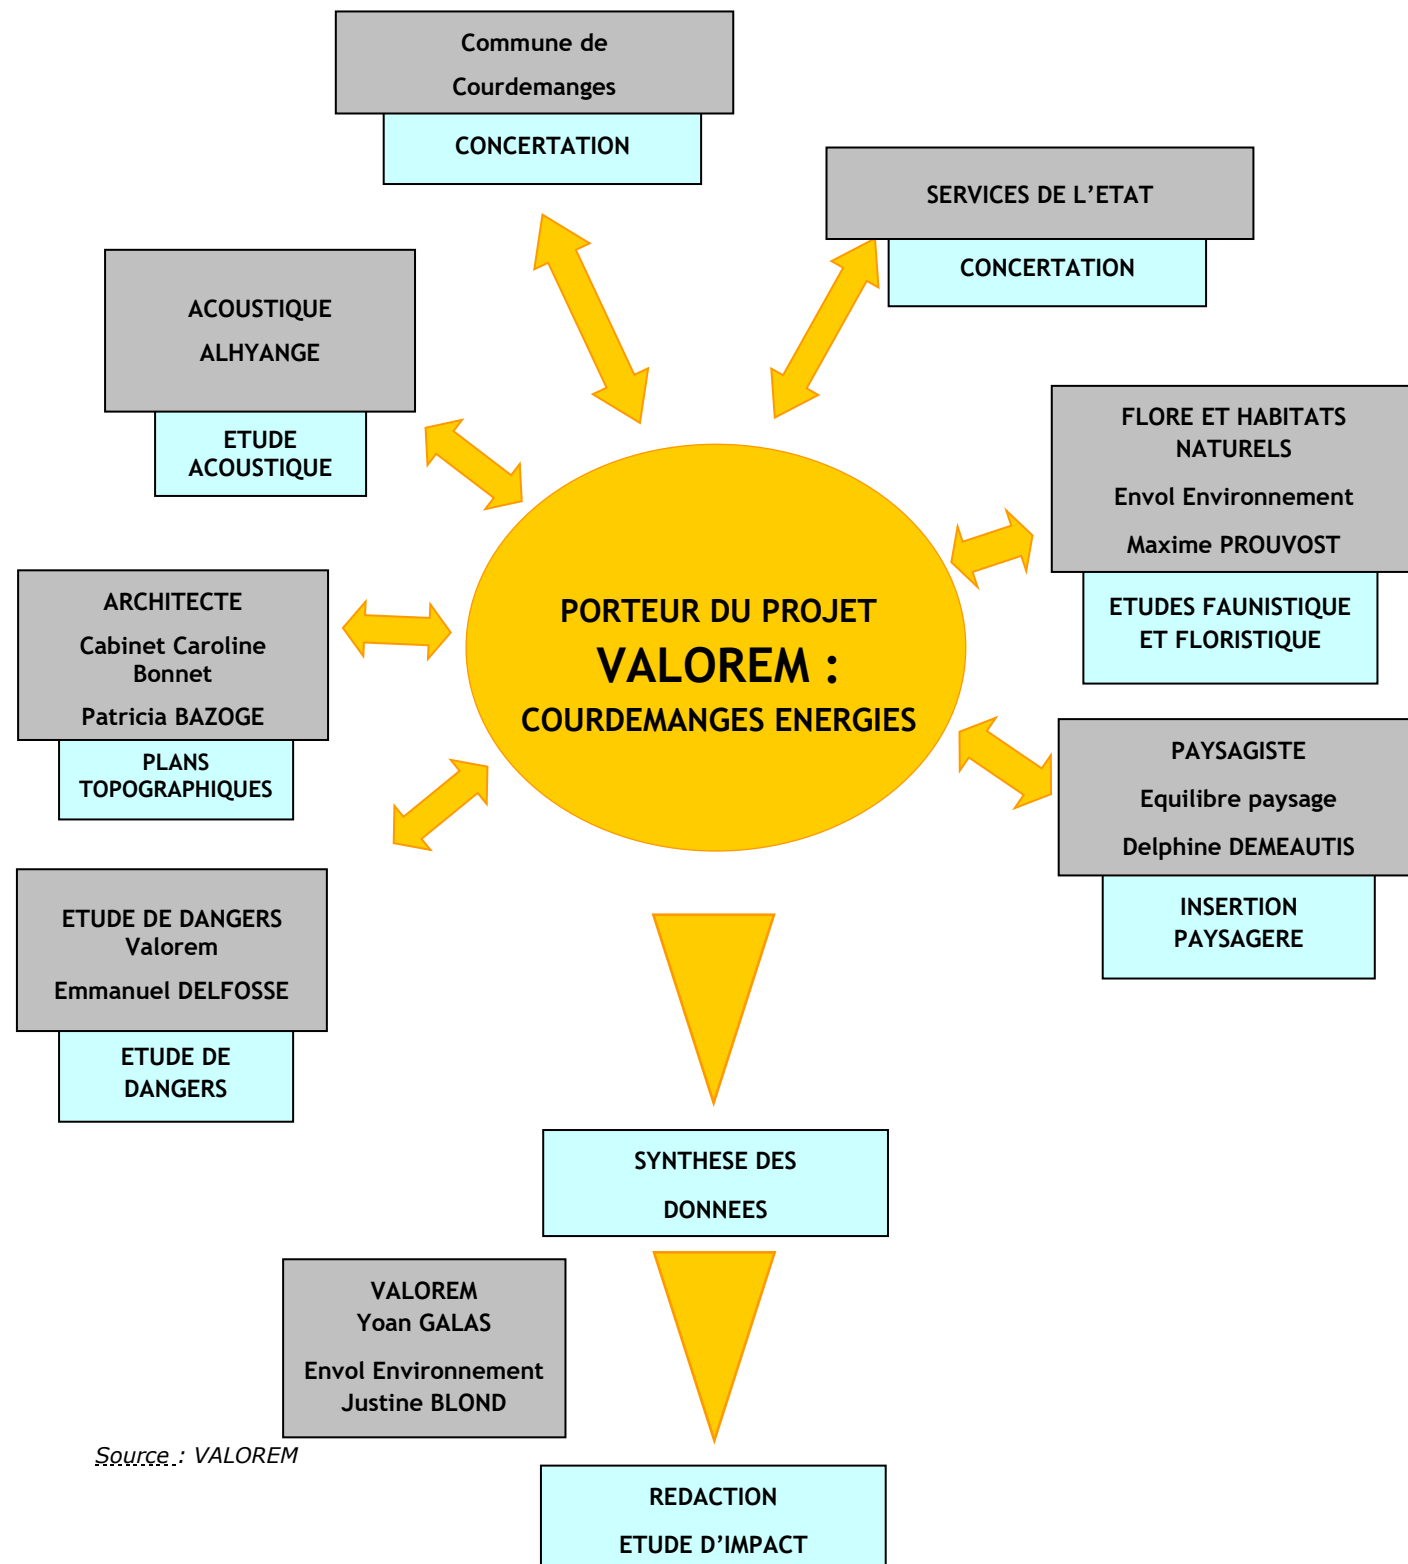 Commune de
Courdemanges
CONCERTATION
SERVICES DE L’ETAT
CONCERTATION
ACOUSTIQUE
ALHYANGE
ETUDE
ACOUSTIQUE
FLORE ET HABITATS
NATURELS
Envol Environnement
Maxime PROUVOST
ETUDES FAUNISTIQUE
ET FLORISTIQUE
ARCHITECTE
Cabinet Caroline
Bonnet
Patricia BAZOGE
PLANS
TOPOGRAPHIQUES
PORTEUR DU PROJET
VALOREM :
COURDEMANGES ENERGIES
PAYSAGISTE
Equilibre paysage
Delphine DEMEAUTIS
INSERTION
PAYSAGERE
ETUDE DE DANGERS
Valorem
Emmanuel DELFOSSE
ETUDE DE
DANGERS
SYNTHESE DES
DONNEES
VALOREM
Yoan GALAS
Envol Environnement
Justine BLOND
Source : VALOREM
REDACTION
ETUDE D’IMPACT